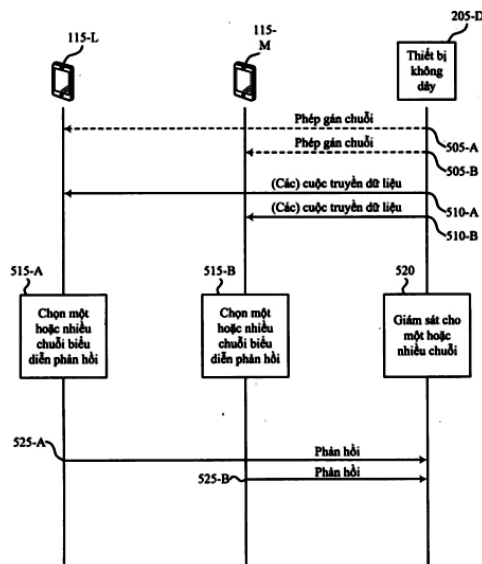 115-L
115-
M
205-D
Thiết bị
không
dây
Phép gán chuỗi
505-A
Phép gán chuỗi
505-B
(Các) cuộc truyền dữ liệu
510-A
(Các) cuộc truyền dữ liệu
510-B
515-A
515-B
520
Chọn một
hoặc nhiều
chuỗi biểu
diễn phản hồi
Chọn một
hoặc nhiều
chuỗi biểu
diễn phản hồi
Giám sát cho
một hoặc
nhiều chuỗi
525-A
Phản hồi
525-B
Phản hồi